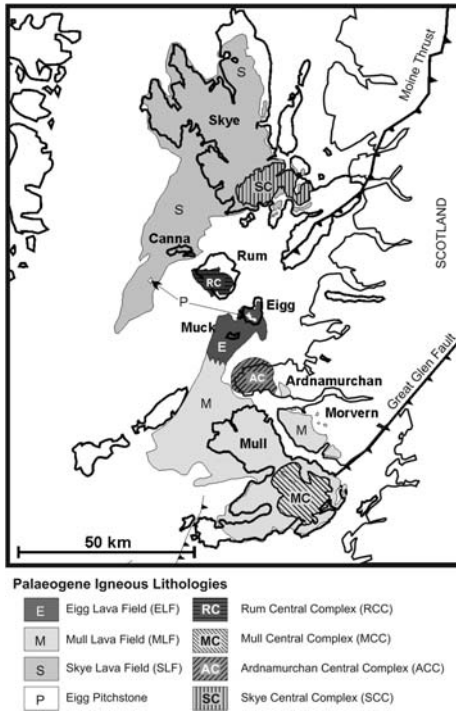 S
Skye
Moine Thrust
SC
S
SCOTLAND
Canna
Rum
RC
P
Eigg
Muck
E
AC
Ardnamurchan
Great Glen Fault
M
Morvern
M
Mull
MC
50 km
Palaeogene Igneous Lithologies
E Eigg Lava Field (ELF) RC Rum Central Complex (RCC)
M Mull Lava Field (MLF) MC Mull Central Complex (MCC)
S Skye Lava Field (SLF) AC Ardnamurchan Central Complex (ACC)
P Eigg Pitchstone SC Skye Central Complex (SCC)